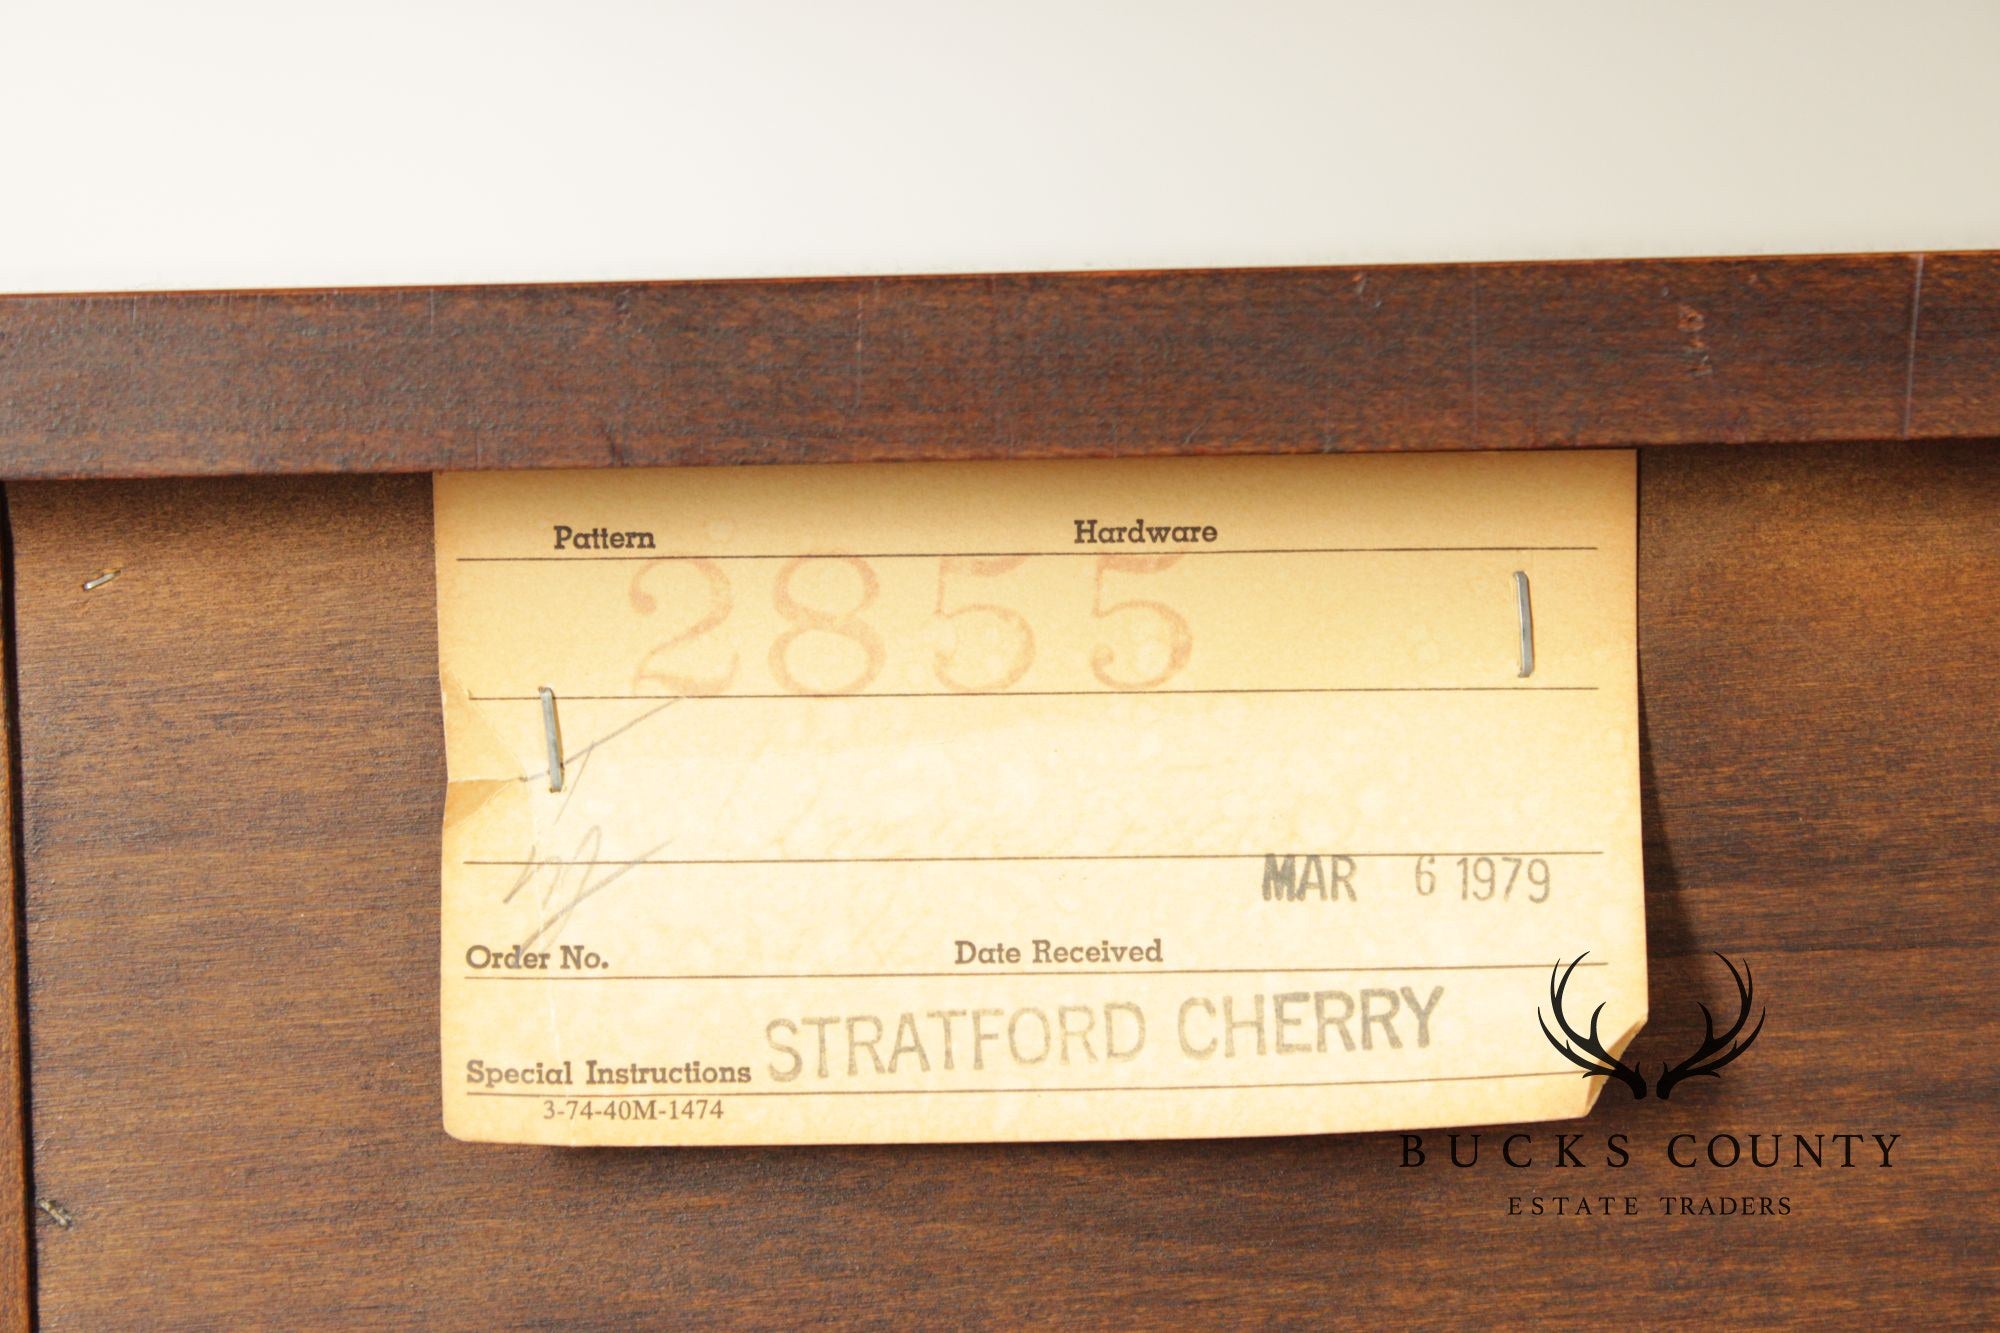 Pattern Hardware
2855
MAR 6 1979
Order No. Date Received
Special Instructions STRATFORD CHERRY
3-74-40M-1474
BUCKS COUNTY
ESTATE TRADERS